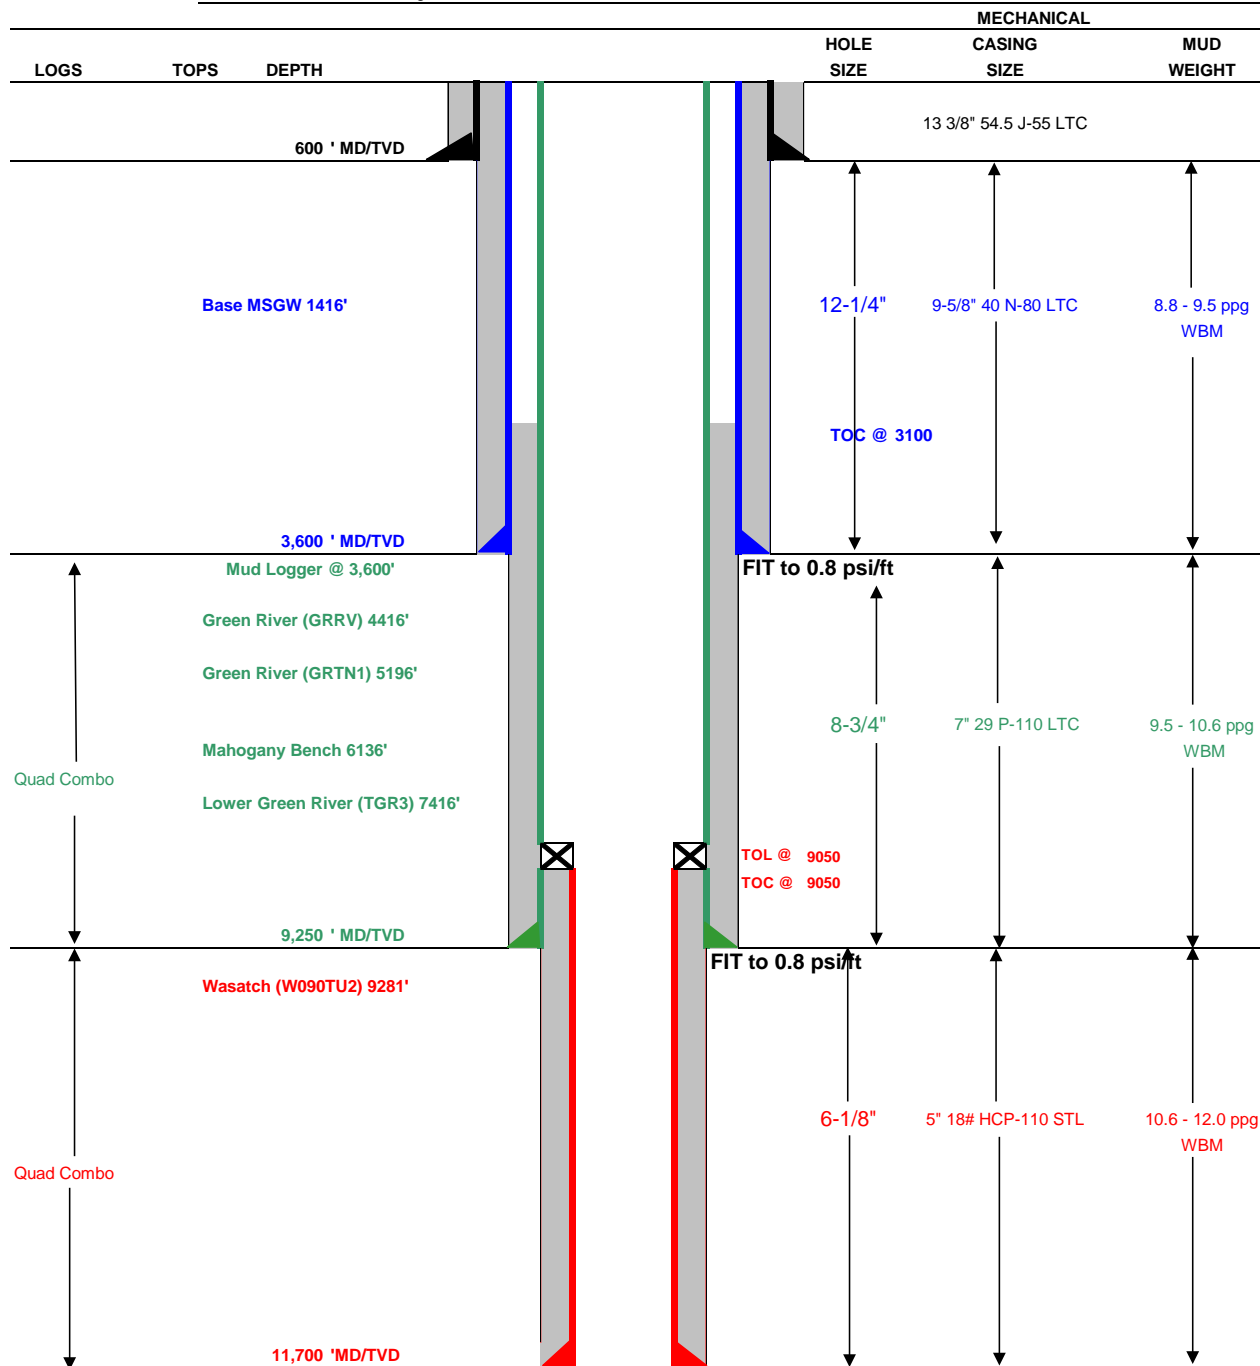 MECHANICAL
HOLE CASING MUD
LOGS TOPS DEPTH SIZE SIZE WEIGHT
13 3/8" 54.5 J-55 LTC
600 ' MD/TVD
Base MSGW 1416' 12-1/4" 9-5/8" 40 N-80 LTC 8.8 - 9.5 ppg
WBM
TOC @ 3100
3,600 ' MD/TVD
Mud Logger @ 3,600' FIT to 0.8 psi/ft
Green River (GRRV) 4416'
Green River (GRTN1) 5196'
8-3/4" 7" 29 P-110 LTC 9.5 - 10.6 ppg
Mahogany Bench 6136' WBM
Quad Combo
Lower Green River (TGR3) 7416'
TOL @ 9050
TOC @ 9050
9,250 ' MD/TVD
FIT to 0.8 psi/ft
Wasatch (W090TU2) 9281'
6-1/8" 5" 18# HCP-110 STL 10.6 - 12.0 ppg
WBM
Quad Combo
11,700 'MD/TVD